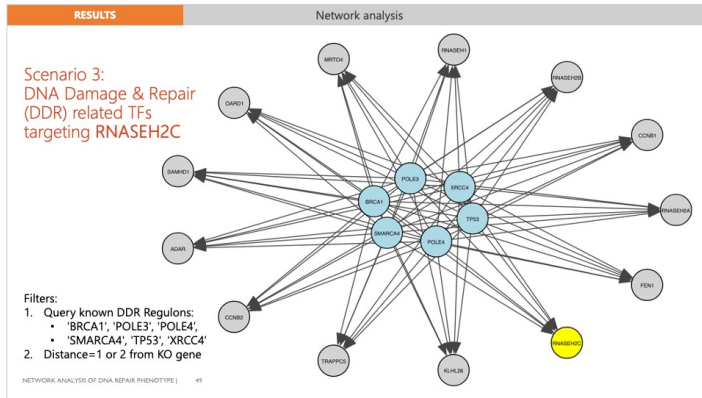 RESULTS
Network analysis
Scenario 3:
DNA Damage & Repair
(DDR) related TFs
targeting RNASEH2C
MRTO4
RNASEH1
RNASEH2B
OARD1
CCNB1
SAMHD1
POLE3
XRCC4
BRCA1
RNASEH2A
TP53
SMARCA4
POLE4
ADAR
FEN1
CCNB2
RNASEH2C
TRAPPC5
KLHL26
Filters:
1. Query known DDR Regulons:
• 'BRCA1', 'POLE3', 'POLE4',
• 'SMARCA4', 'TP53', 'XRCC4'
2. Distance=1 or 2 from KO gene
NETWORK ANALYSIS OF DNA REPAIR PHENOTYPE | 49